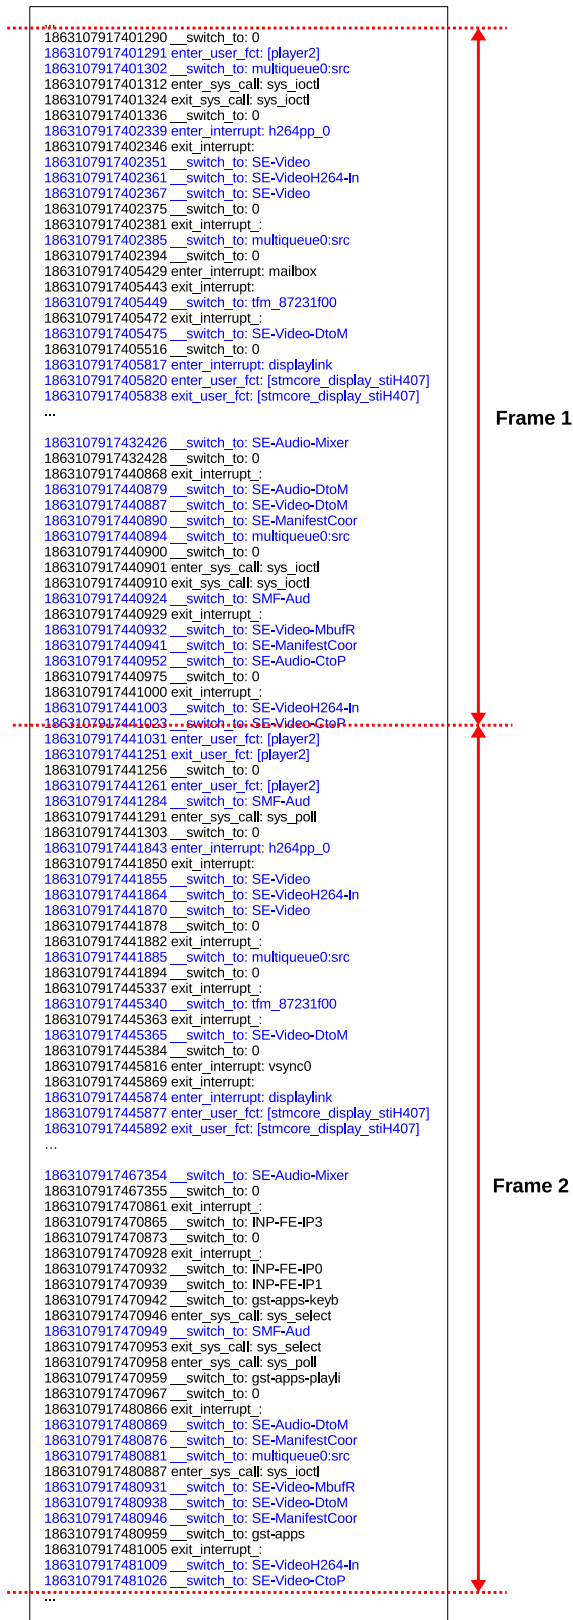 ...
1863107917401290 __switch_to: 0
1863107917401291 enter_user_fct: [player2]
1863107917401302 __switch_to: multiqueue0:src
1863107917401312 enter_sys_call: sys_ioctl
1863107917401324 exit_sys_call: sys_ioctl
1863107917401336 __switch_to: 0
1863107917402339 enter_interrupt: h264pp_0
1863107917402346 exit_interrupt:
1863107917402351 __switch_to: SE-Video
1863107917402361 __switch_to: SE-VideoH264-In
1863107917402367 __switch_to: SE-Video
1863107917402375 __switch_to: 0
1863107917402381 exit_interrupt_:
1863107917402385 __switch_to: multiqueue0:src
1863107917402394 __switch_to: 0
1863107917405429 enter_interrupt: mailbox
1863107917405443 exit_interrupt:
1863107917405449 __switch_to: tfm_87231f00
1863107917405472 exit_interrupt_:
1863107917405475 __switch_to: SE-Video-DtoM
1863107917405516 __switch_to: 0
1863107917405817 enter_interrupt: displaylink
1863107917405820 enter_user_fct: [stmcore_display_stiH407]
1863107917405838 exit_user_fct: [stmcore_display_stiH407]
...
Frame 1
1863107917432426 __switch_to: SE-Audio-Mixer
1863107917432428 __switch_to: 0
1863107917440868 exit_interrupt_:
1863107917440879 __switch_to: SE-Audio-DtoM
1863107917440887 __switch_to: SE-Video-DtoM
1863107917440890 __switch_to: SE-ManifestCoor
1863107917440894 __switch_to: multiqueue0:src
1863107917440900 __switch_to: 0
1863107917440901 enter_sys_call: sys_ioctl
1863107917440910 exit_sys_call: sys_ioctl
1863107917440924 __switch_to: SMF-Aud
1863107917440929 exit_interrupt_:
1863107917440932 __switch_to: SE-Video-MbufR
1863107917440941 __switch_to: SE-ManifestCoor
1863107917440952 __switch_to: SE-Audio-CtoP
1863107917440975 __switch_to: 0
1863107917441000 exit_interrupt_:
1863107917441003 __switch_to: SE-VideoH264-In
1863107917441023 __switch_to: SE-Video-CtoP
1863107917441031 enter_user_fct: [player2]
1863107917441251 exit_user_fct: [player2]
1863107917441256 __switch_to: 0
1863107917441261 enter_user_fct: [player2]
1863107917441284 __switch_to: SMF-Aud
1863107917441291 enter_sys_call: sys_poll
1863107917441303 __switch_to: 0
1863107917441843 enter_interrupt: h264pp_0
1863107917441850 exit_interrupt:
1863107917441855 __switch_to: SE-Video
1863107917441864 __switch_to: SE-VideoH264-In
1863107917441870 __switch_to: SE-Video
1863107917441878 __switch_to: 0
1863107917441882 exit_interrupt_:
1863107917441885 __switch_to: multiqueue0:src
1863107917441894 __switch_to: 0
1863107917445337 exit_interrupt_:
1863107917445340 __switch_to: tfm_87231f00
1863107917445363 exit_interrupt_:
1863107917445365 __switch_to: SE-Video-DtoM
1863107917445384 __switch_to: 0
1863107917445816 enter_interrupt: vsync0
1863107917445869 exit_interrupt:
1863107917445874 enter_interrupt: displaylink
1863107917445877 enter_user_fct: [stmcore_display_stiH407]
1863107917445892 exit_user_fct: [stmcore_display_stiH407]
...
1863107917467354 __switch_to: SE-Audio-Mixer
Frame 2
1863107917467355 __switch_to: 0
1863107917470861 exit_interrupt_:
1863107917470865 __switch_to: INP-FE-IP3
1863107917470873 __switch_to: 0
1863107917470928 exit_interrupt_:
1863107917470932 __switch_to: INP-FE-IP0
1863107917470939 __switch_to: INP-FE-IP1
1863107917470942 __switch_to: gst-apps-keyb
1863107917470946 enter_sys_call: sys_select
1863107917470949 __switch_to: SMF-Aud
1863107917470953 exit_sys_call: sys_select
1863107917470958 enter_sys_call: sys_poll
1863107917470959 __switch_to: gst-apps-playli
1863107917470967 __switch_to: 0
1863107917480866 exit_interrupt_:
1863107917480869 __switch_to: SE-Audio-DtoM
1863107917480876 __switch_to: SE-ManifestCoor
1863107917480881 __switch_to: multiqueue0:src
1863107917480887 enter_sys_call: sys_ioctl
1863107917480931 __switch_to: SE-Video-MbufR
1863107917480938 __switch_to: SE-Video-DtoM
1863107917480946 __switch_to: SE-ManifestCoor
1863107917480959 __switch_to: gst-apps
1863107917481005 exit_interrupt_:
1863107917481009 __switch_to: SE-VideoH264-In
1863107917481026 __switch_to: SE-Video-CtoP
...